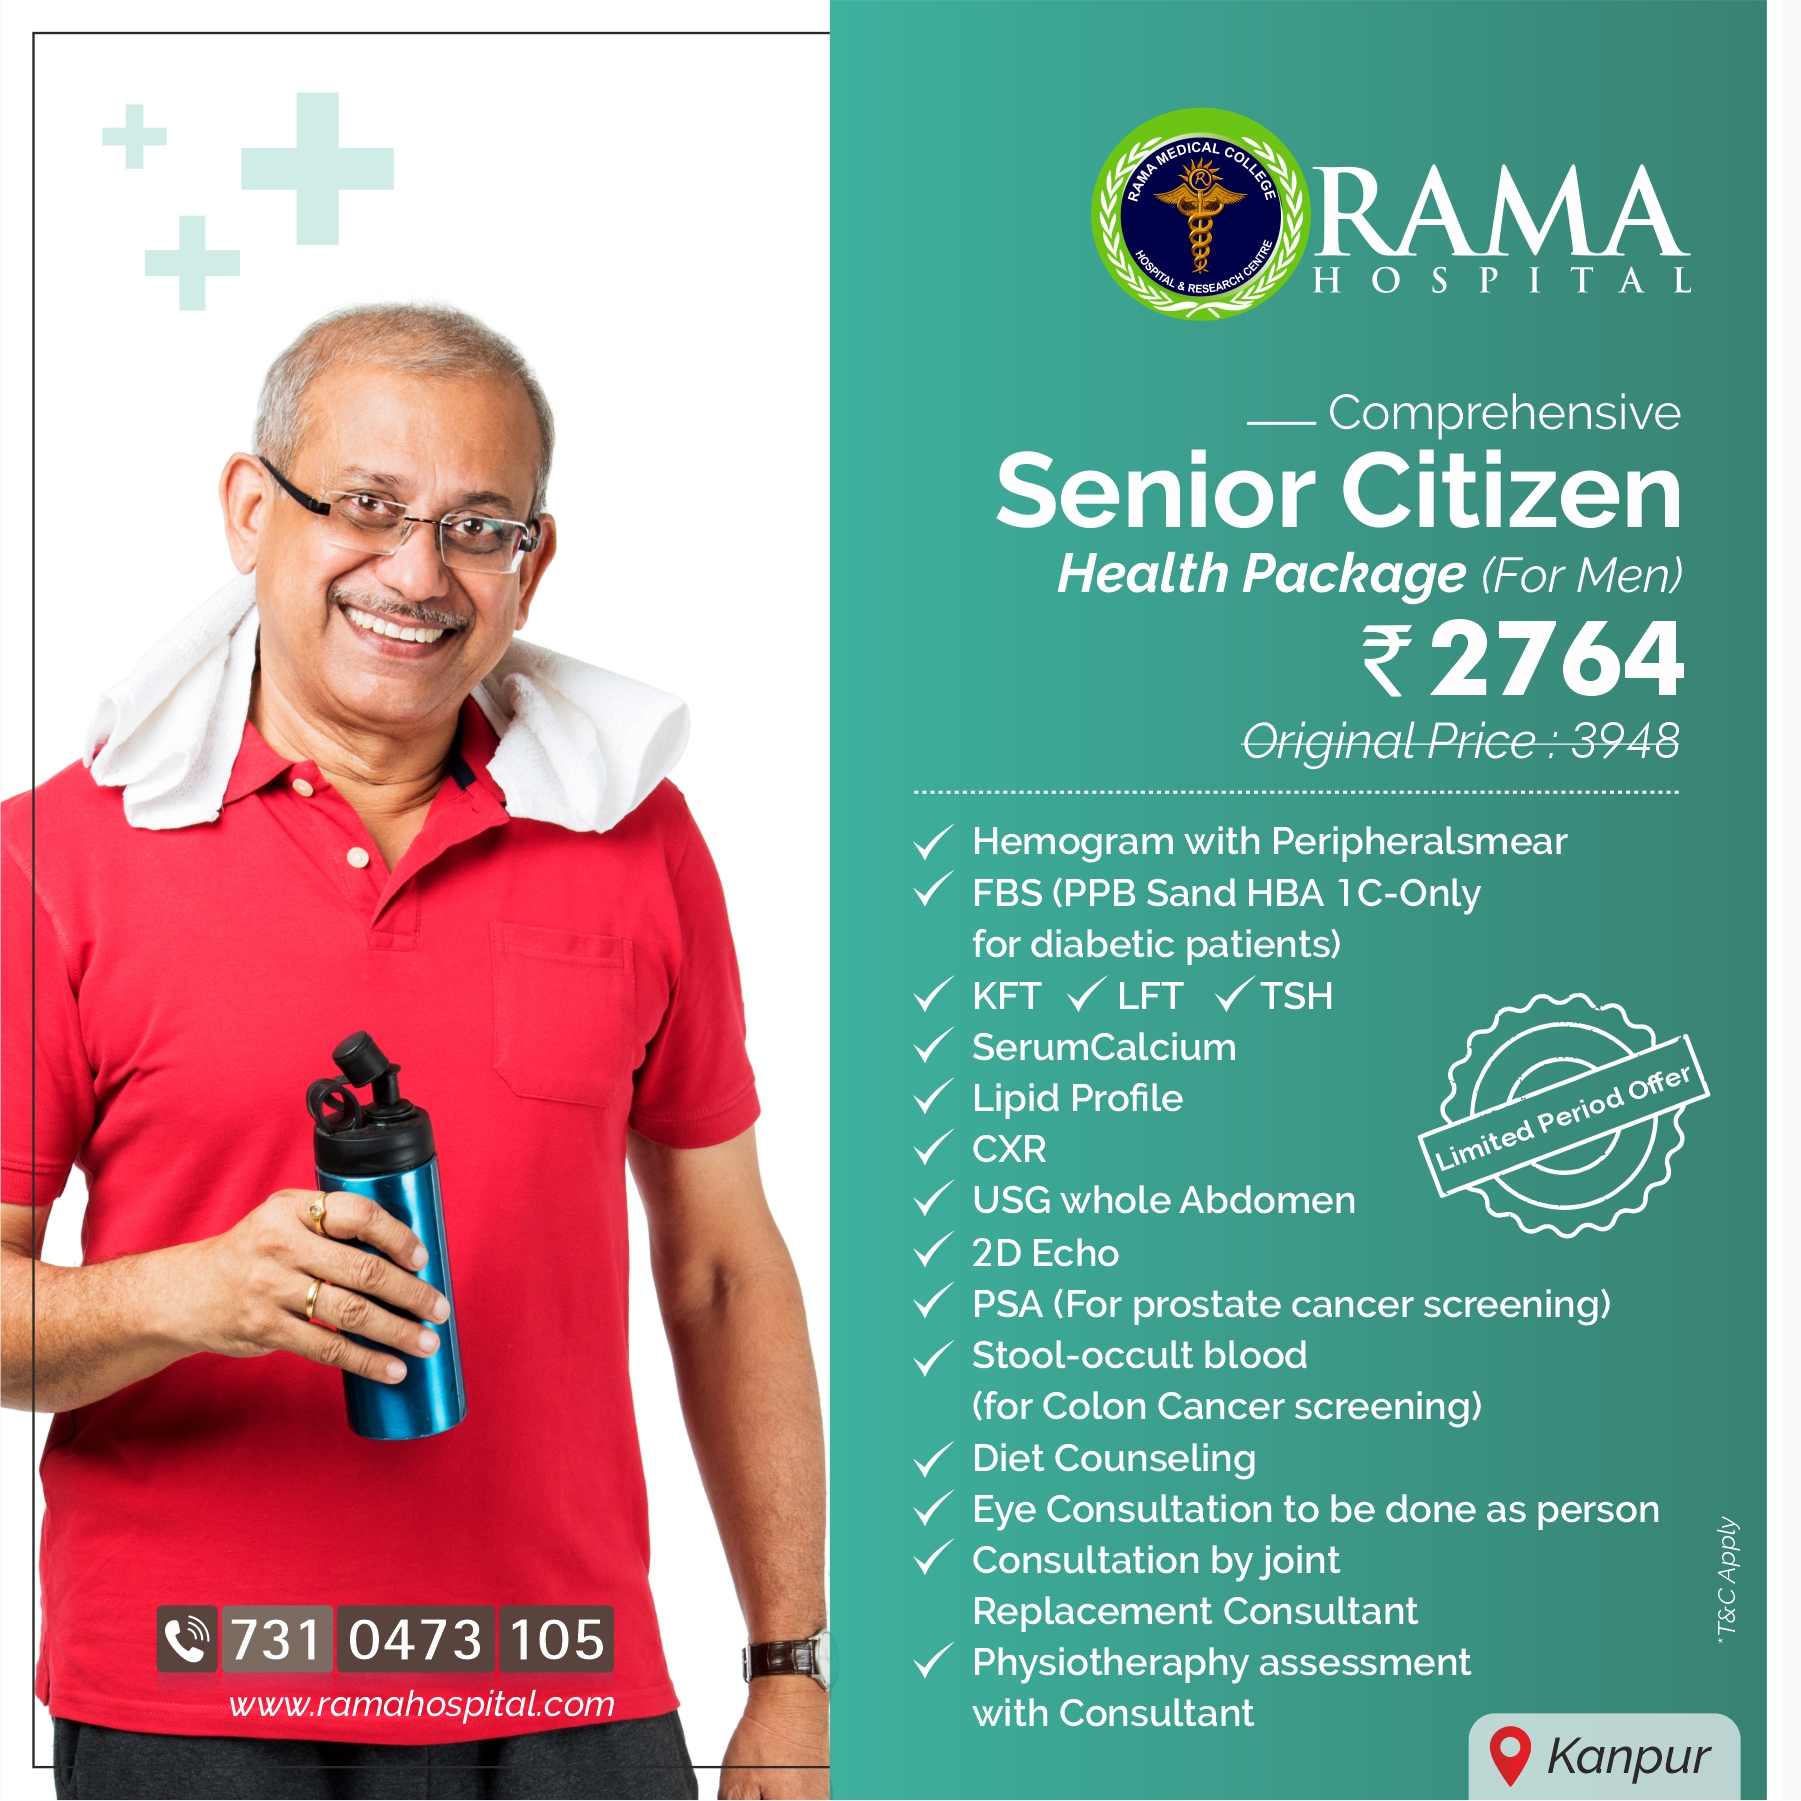 RAMA MEDICAL COLLEGE
HOSPITAL & RESEARCH CENTRE
R
RAMA
HOSPITAL
Comprehensive
Senior Citizen
Health Package (For Men)
₹ 2764
Original Price : 3948
Hemogram with Peripheralsmear
FBS (PPB Sand HBA 1C-Only
for diabetic patients)
KFT LFT TSH
SerumCalcium
Lipid Profile
CXR
USG whole Abdomen
2D Echo
PSA (For prostate cancer screening)
Stool-occult blood
(for Colon Cancer screening)
Diet Counseling
Eye Consultation to be done as person
Consultation by joint
Replacement Consultant
Physiotheraphy assessment
with Consultant
Limited Period Offer
*T&C Apply
Kanpur
731 0473 105
www.ramahospital.com